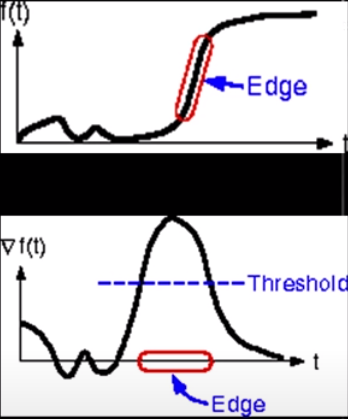 f(t)
Edge
t
∇ f(t)
Threshold
t
Edge